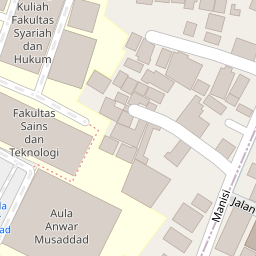 Kuliah
Fakultas
Syariah
dan
Hukum
Fakultas
Sains
dan
Teknologi
Aula
Anwar
Musaddad
Manisi
Jalan